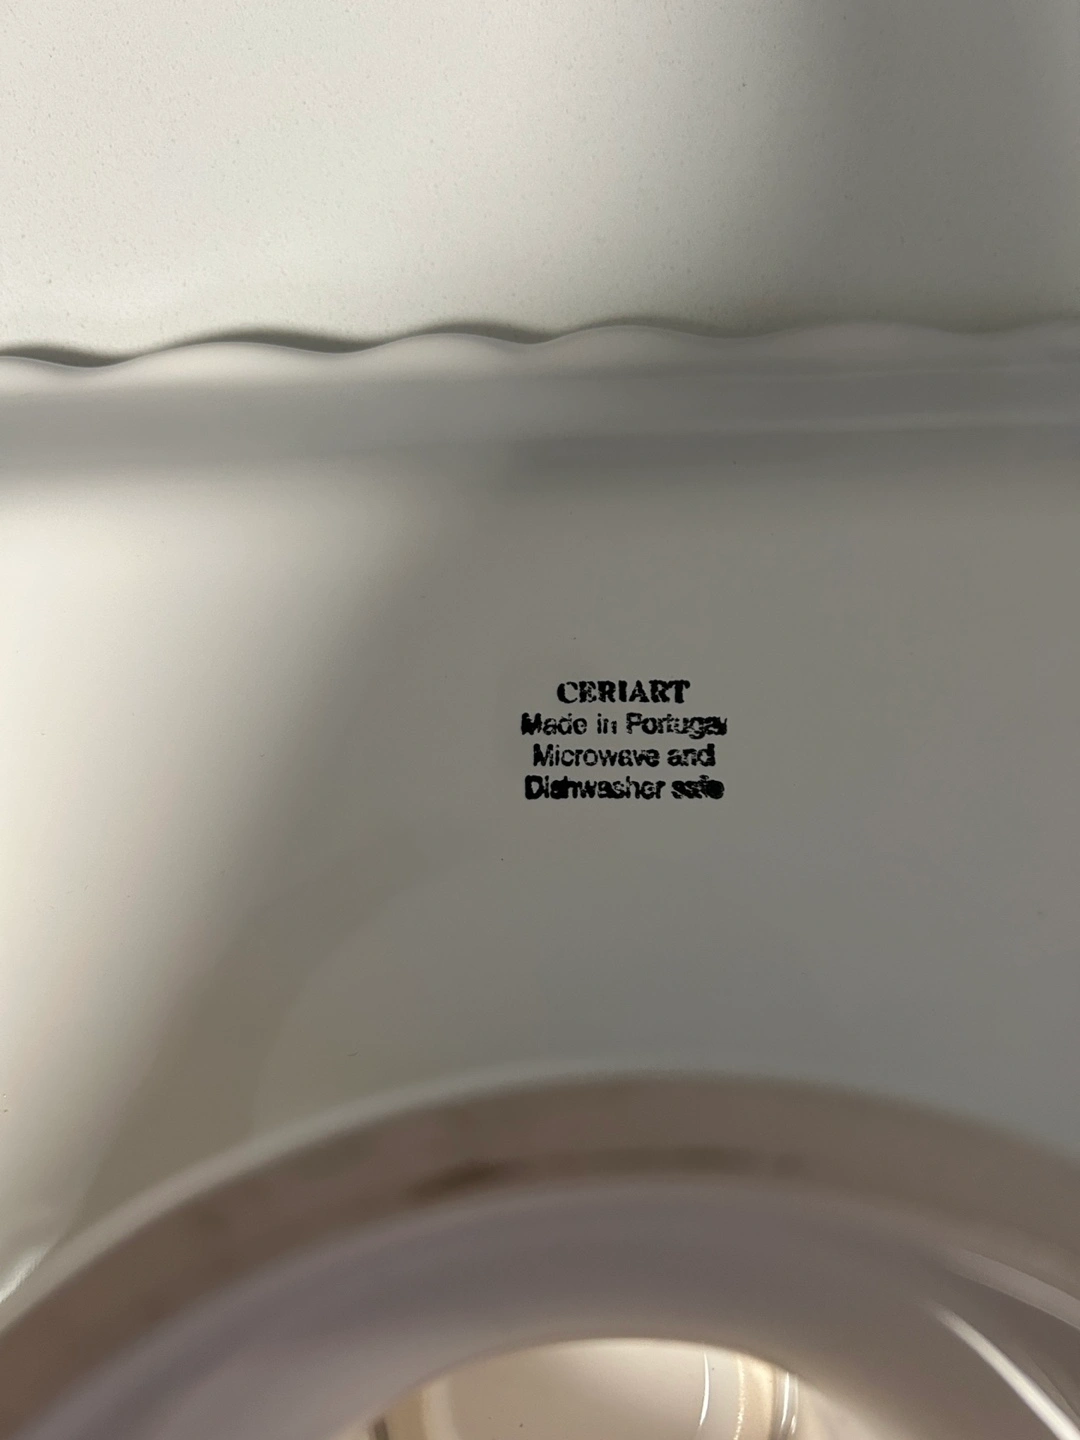 CERIART
Made in Portugal
Microwave and
Dishwasher safe